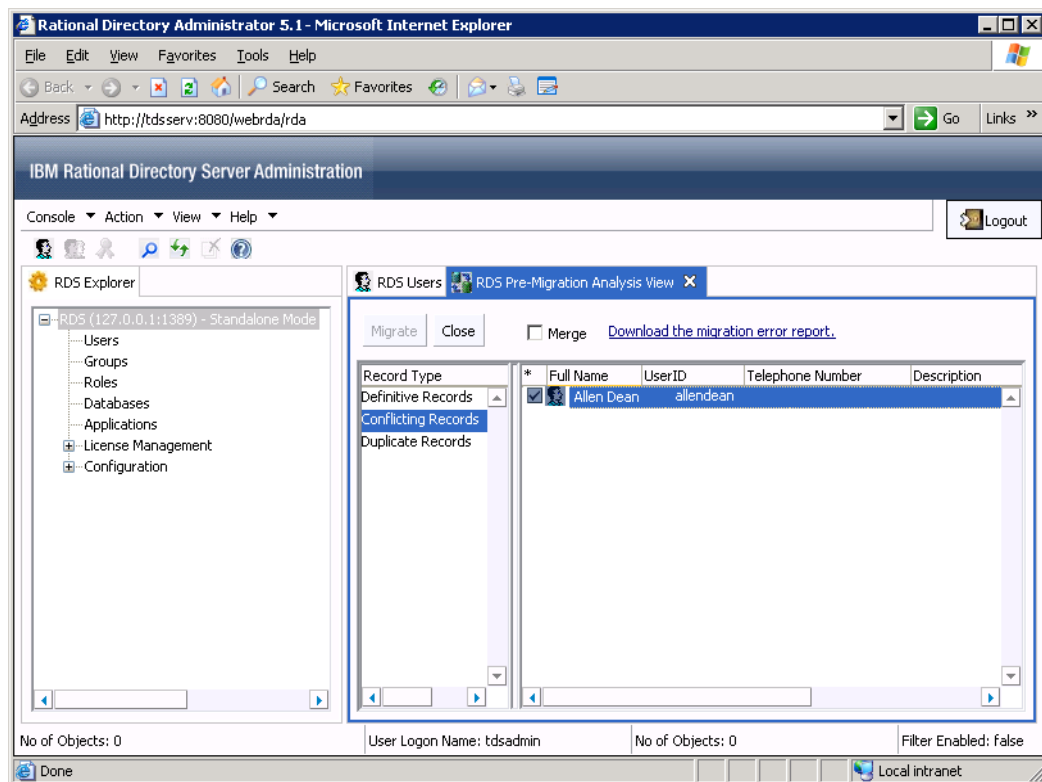 Rational Directory Administrator 5.1 - Microsoft Internet Explorer
File Edit View Favorites Tools Help
Back Search Favorites
Address http://tdsserv:8080/webrda/rda Go Links »
IBM Rational Directory Server Administration
Console Action View Help Logout
RDS Explorer
RDS Users RDS Pre-Migration Analysis View
RDS (127.0.0.1:1389) - Standalone Mode
Users
Groups
Roles
Databases
Applications
License Management
Configuration
Migrate Close Merge Download the migration error report.
Record Type
Definitive Records
Conflicting Records
Duplicate Records
* Full Name UserID Telephone Number Description
Allen Dean allendean
No of Objects: 0 User Logon Name: tdsadmin No of Objects: 0 Filter Enabled: false
Done Local intranet